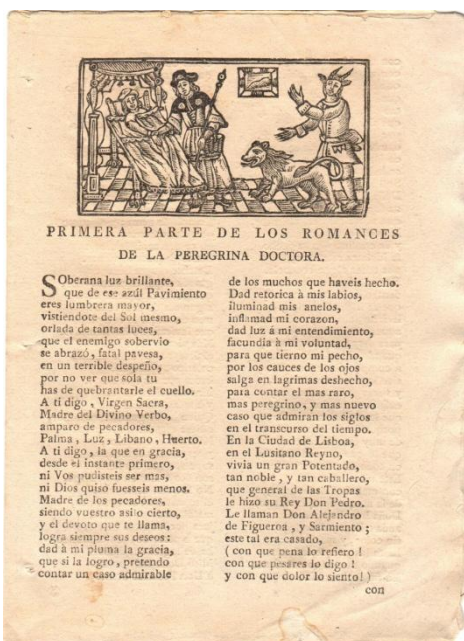 PRIMERA PARTE DE LOS ROMANCES
DE LA PEREGRINA DOCTORA.
SOberana luz brillante,
que de ese azúl Pavimiento
eres lumbrera mayor,
vistiendote del Sol mesmo,
orlada de tantas luces,
que el enemigo sobervio
se abrazó, fatal pavesa,
en un terrible despeño,
por no ver que sola tu
has de quebrantarle el cuello.
A ti digo, Virgen Sacra,
Madre del Divino Verbo,
amparo de pecadores,
Palma, Luz, Libano, Huerto.
A ti digo, la que en gracia,
desde el instante primero,
ni Vos pudisteis ser mas,
ni Dios quiso fuesseis menos.
Madre de los pecadores,
siendo vuestro asilo cierto,
y el devoto que te llama,
logra siempre sus deseos:
dad à mi pluma la gracia,
que si la logro, pretendo
contar un caso admirable
de los muchos que haveis hecho.
Dad retorica à mis labios,
iluminad mis anelos,
inflamad mi corazon,
dad luz á mi entendimiento,
facundia à mi voluntad,
para que tierno mi pecho,
por los cauces de los ojos
salga en lagrimas deshecho,
para contar el mas raro,
mas peregrino, y mas nuevo
caso que admiran los siglos
en el transcurso del tiempo.
En la Ciudad de Lisboa,
en el Lusitano Reyno,
vivia un gran Potentado,
tan noble, y tan caballero,
que general de las Tropas
le hizo su Rey Don Pedro.
Le llaman Don Alejandro
de Figueroa, y Sarmiento;
este tal era casado,
( con que pena lo refiero !
con que pesares lo digo !
y con que dolor lo siento! )
con